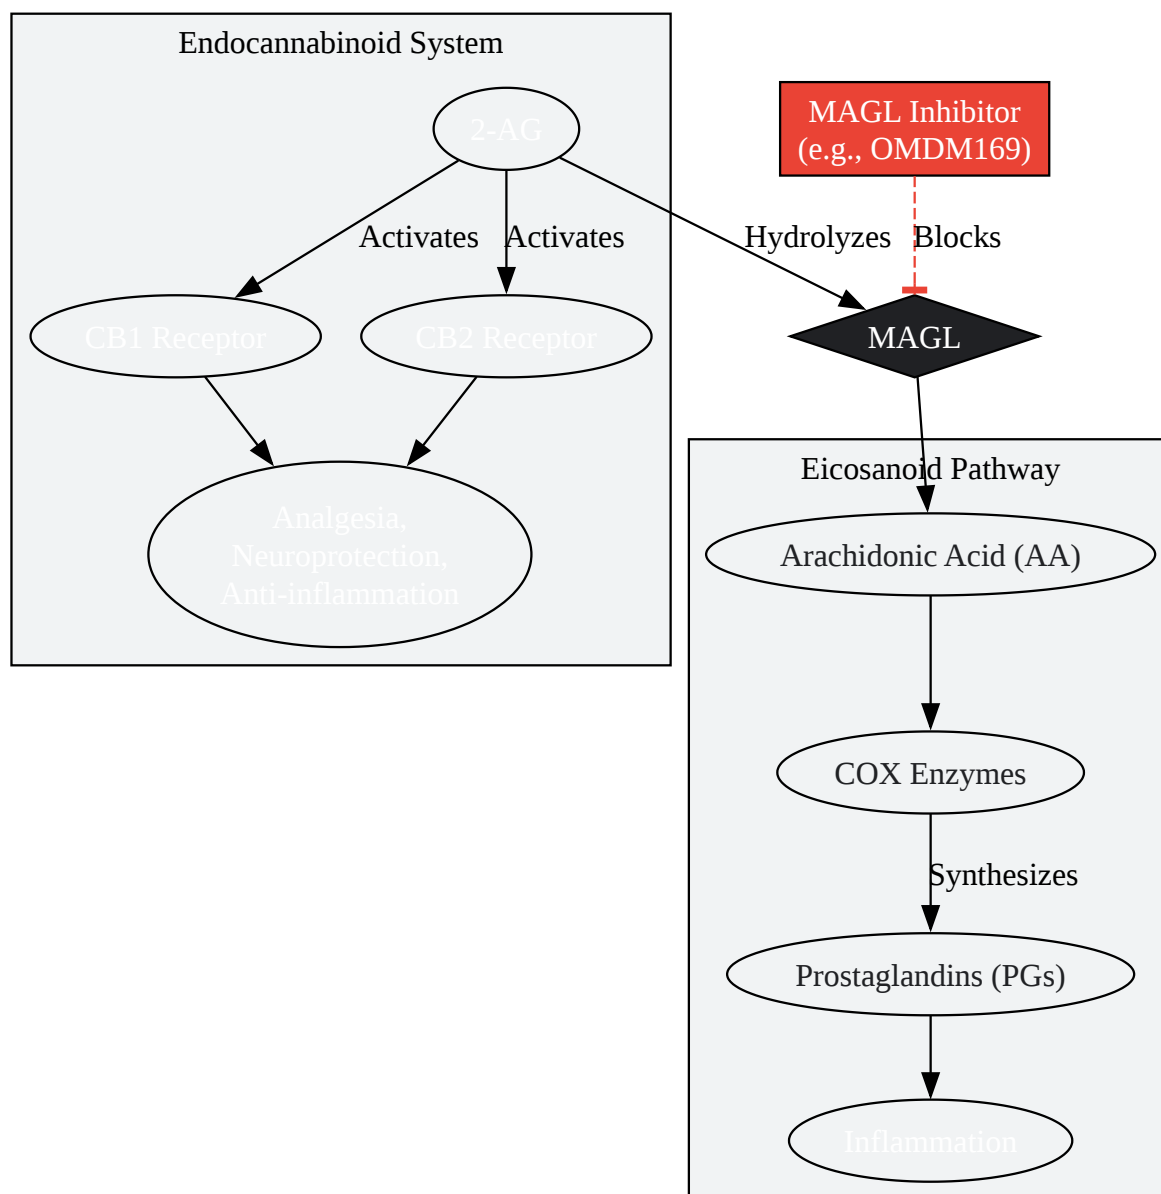 Endocannabinoid System
2-AG
MAGL Inhibitor
(e.g., OMDM169)
Activates
Activates
Hydrolyzes
Blocks
CB1 Receptor
CB2 Receptor
MAGL
Eicosanoid Pathway
Analgesia,
Neuroprotection,
Anti-inflammation
Arachidonic Acid (AA)
COX Enzymes
Synthesizes
Prostaglandins (PGs)
Inflammation